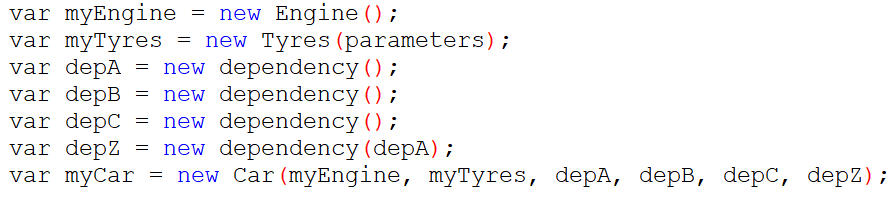 var myEngine = new Engine();
var myTyres = new Tyres(parameters);
var depA = new dependency();
var depB = new dependency();
var depC = new dependency();
var depZ = new dependency(depA);
var myCar = new Car(myEngine, myTyres, depA, depB, depC, depZ);